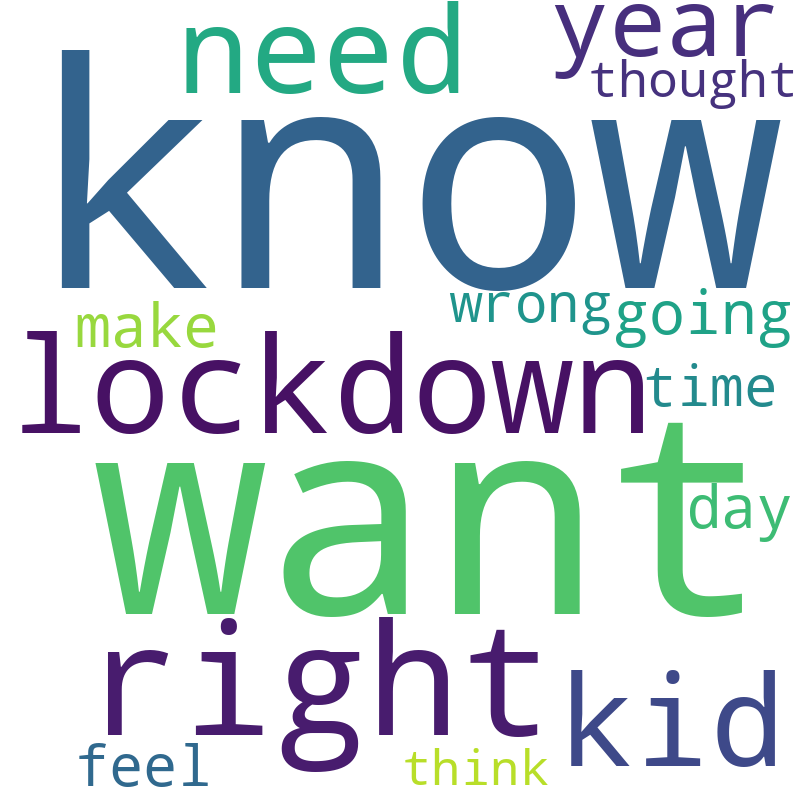 need year
thought
know
wrong going
make
lockdown
time
want
day
right
kid
feel think